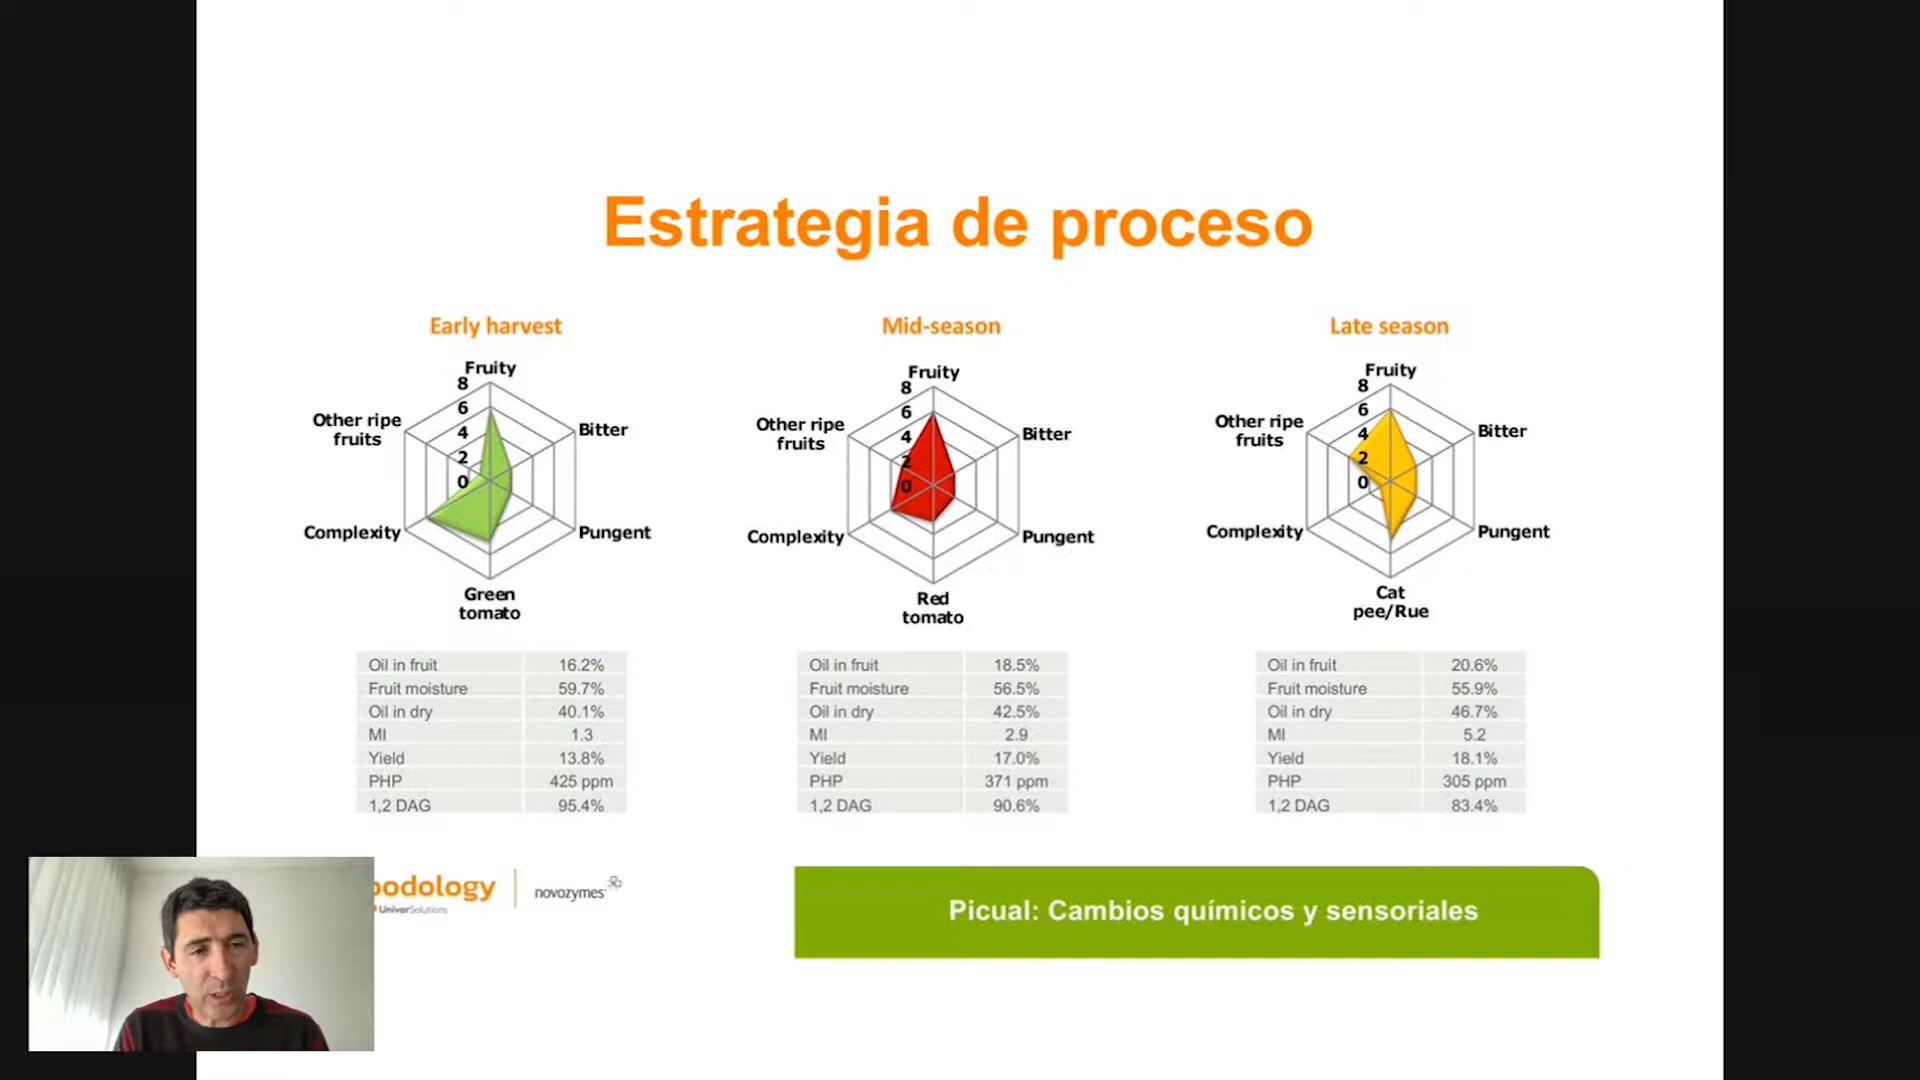 Estrategia de proceso
Early harvest
Fruity
8
6
4
2
0
Other ripe
fruits
Bitter
Complexity
Pungent
Green
tomato
Mid-season
Fruity
8
6
4
2
0
Other ripe
fruits
Bitter
Complexity
Pungent
Red
tomato
Late season
Fruity
8
6
4
2
0
Other ripe
fruits
Bitter
Complexity
Pungent
Cat
pee/Rue
Oil in fruit 16.2%
Fruit moisture 59.7%
Oil in dry 40.1%
MI 1.3
Yield 13.8%
PHP 425 ppm
1,2 DAG 95.4%
Oil in fruit 18.5%
Fruit moisture 56.5%
Oil in dry 42.5%
MI 2.9
Yield 17.0%
PHP 371 ppm
1,2 DAG 90.6%
Oil in fruit 20.6%
Fruit moisture 55.9%
Oil in dry 46.7%
MI 5.2
Yield 18.1%
PHP 305 ppm
1,2 DAG 83.4%
oodology
UnivarSolutions
novozymes
Picual: Cambios químicos y sensoriales